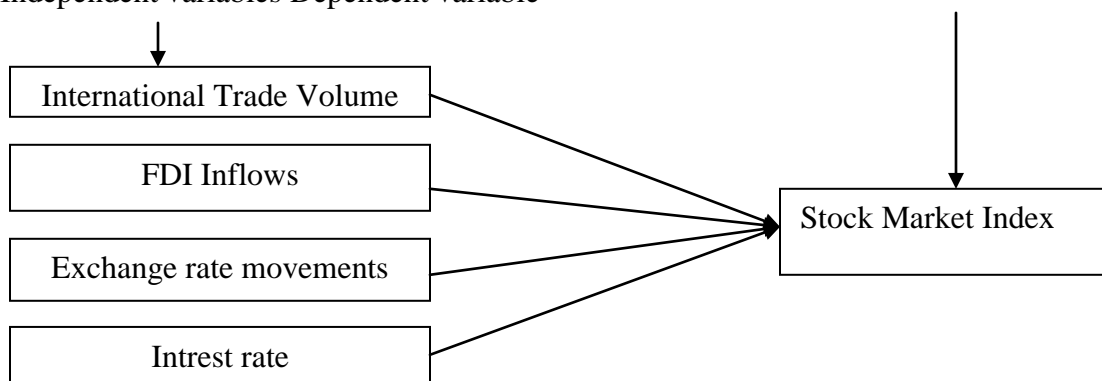 Independent variables Dependent variable
International Trade Volume
FDI Inflows
Stock Market Index
Exchange rate movements
Intrest rate